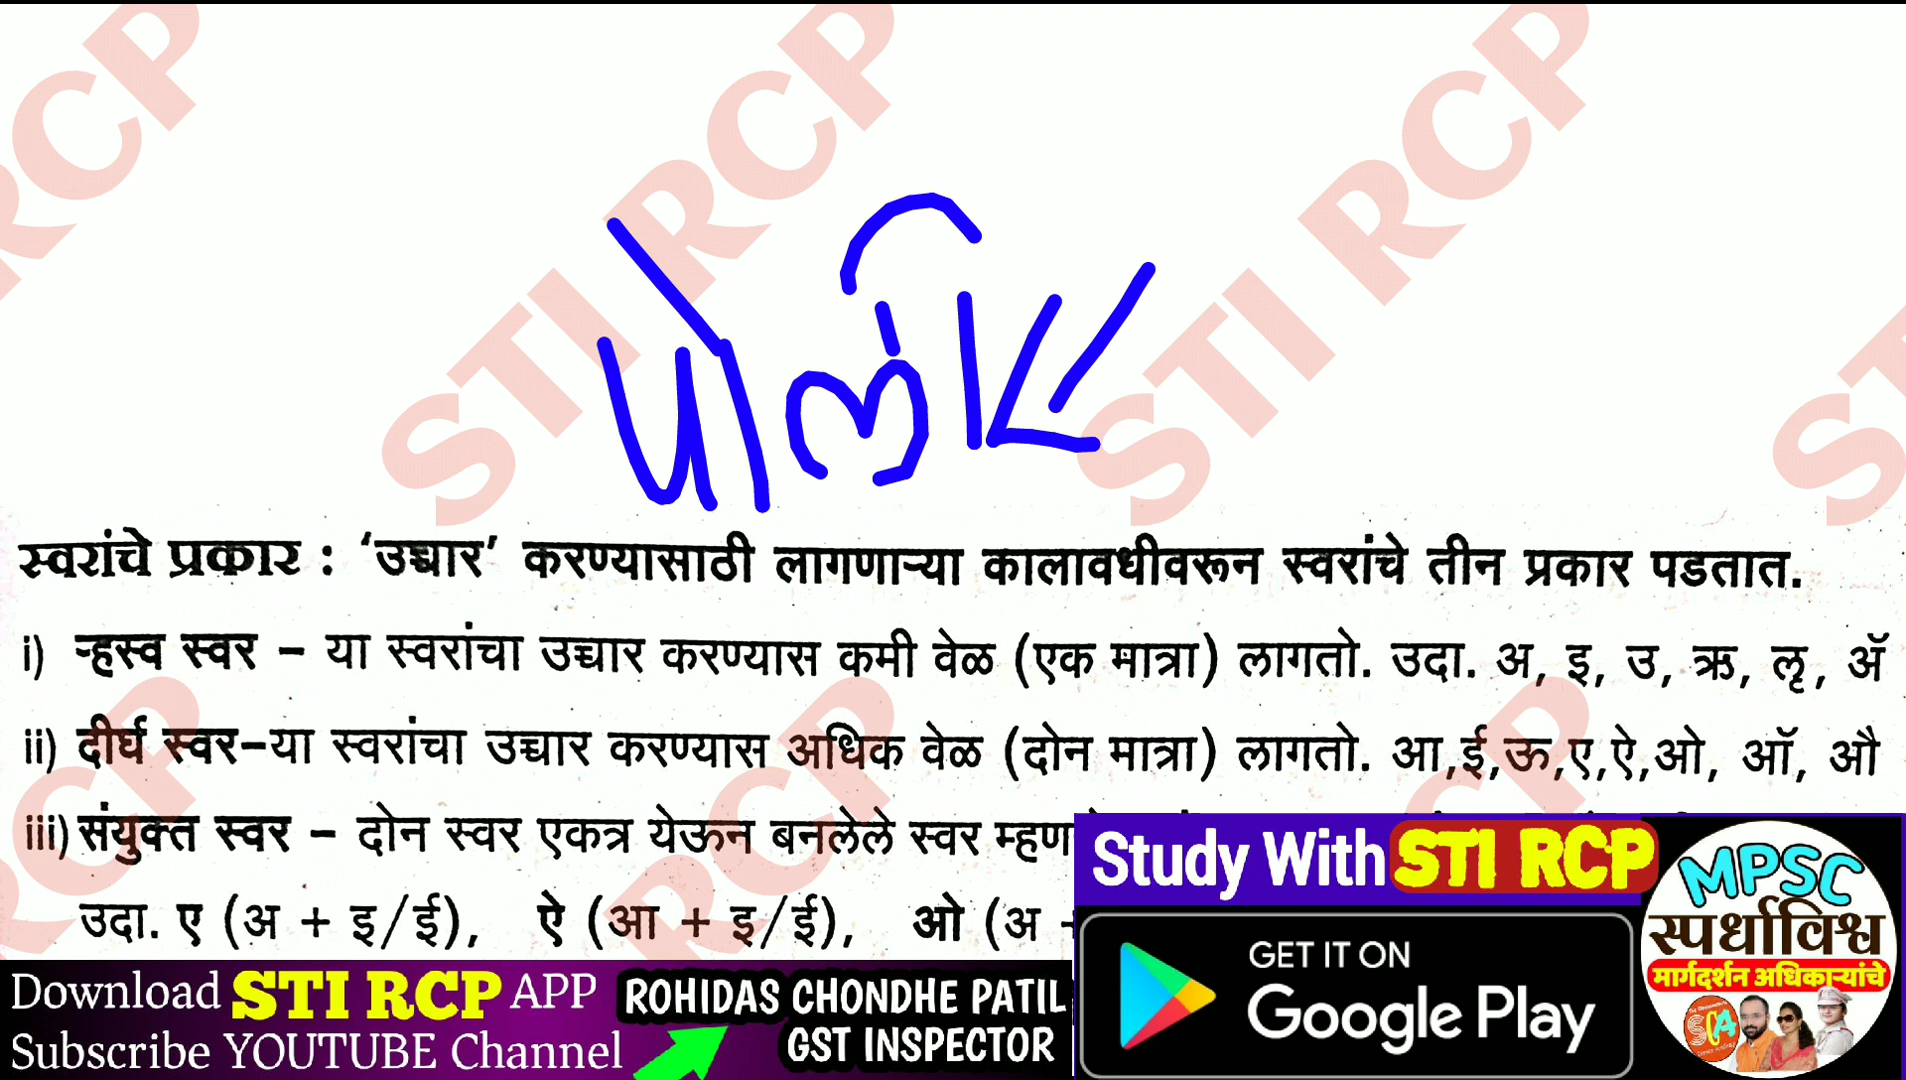 STI RCP
STI RCP
स्वरांचे प्रकार : ‘उच्चार’ करण्यासाठी लागणाऱ्या कालावधीवरून स्वरांचे तीन प्रकार पडतात.
i) ऱ्हस्व स्वर – या स्वरांचा उच्चार करण्यास कमी वेळ (एक मात्रा) लागतो. उदा. अ, इ, उ, ऋ, लृ, अ‍ॅ
ii) दीर्घ स्वर–या स्वरांचा उच्चार करण्यास अधिक वेळ (दोन मात्रा) लागतो. आ,ई,ऊ,ए,ऐ,ओ, ऑ, औ
iii) संयुक्त स्वर – दोन स्वर एकत्र येऊन बनलेले स्वर
उदा. ए (अ + इ/ई), ऐ (आ + इ/ई), ओ (अ +
Study With STI RCP
GET IT ON
Google Play
MPSC
स्पर्धाविश्व
मार्गदर्शन अधिकाऱ्यांचे
Download STI RCP APP
Subscribe YOUTUBE Channel
ROHIDAS CHONDHE PATIL
GST INSPECTOR